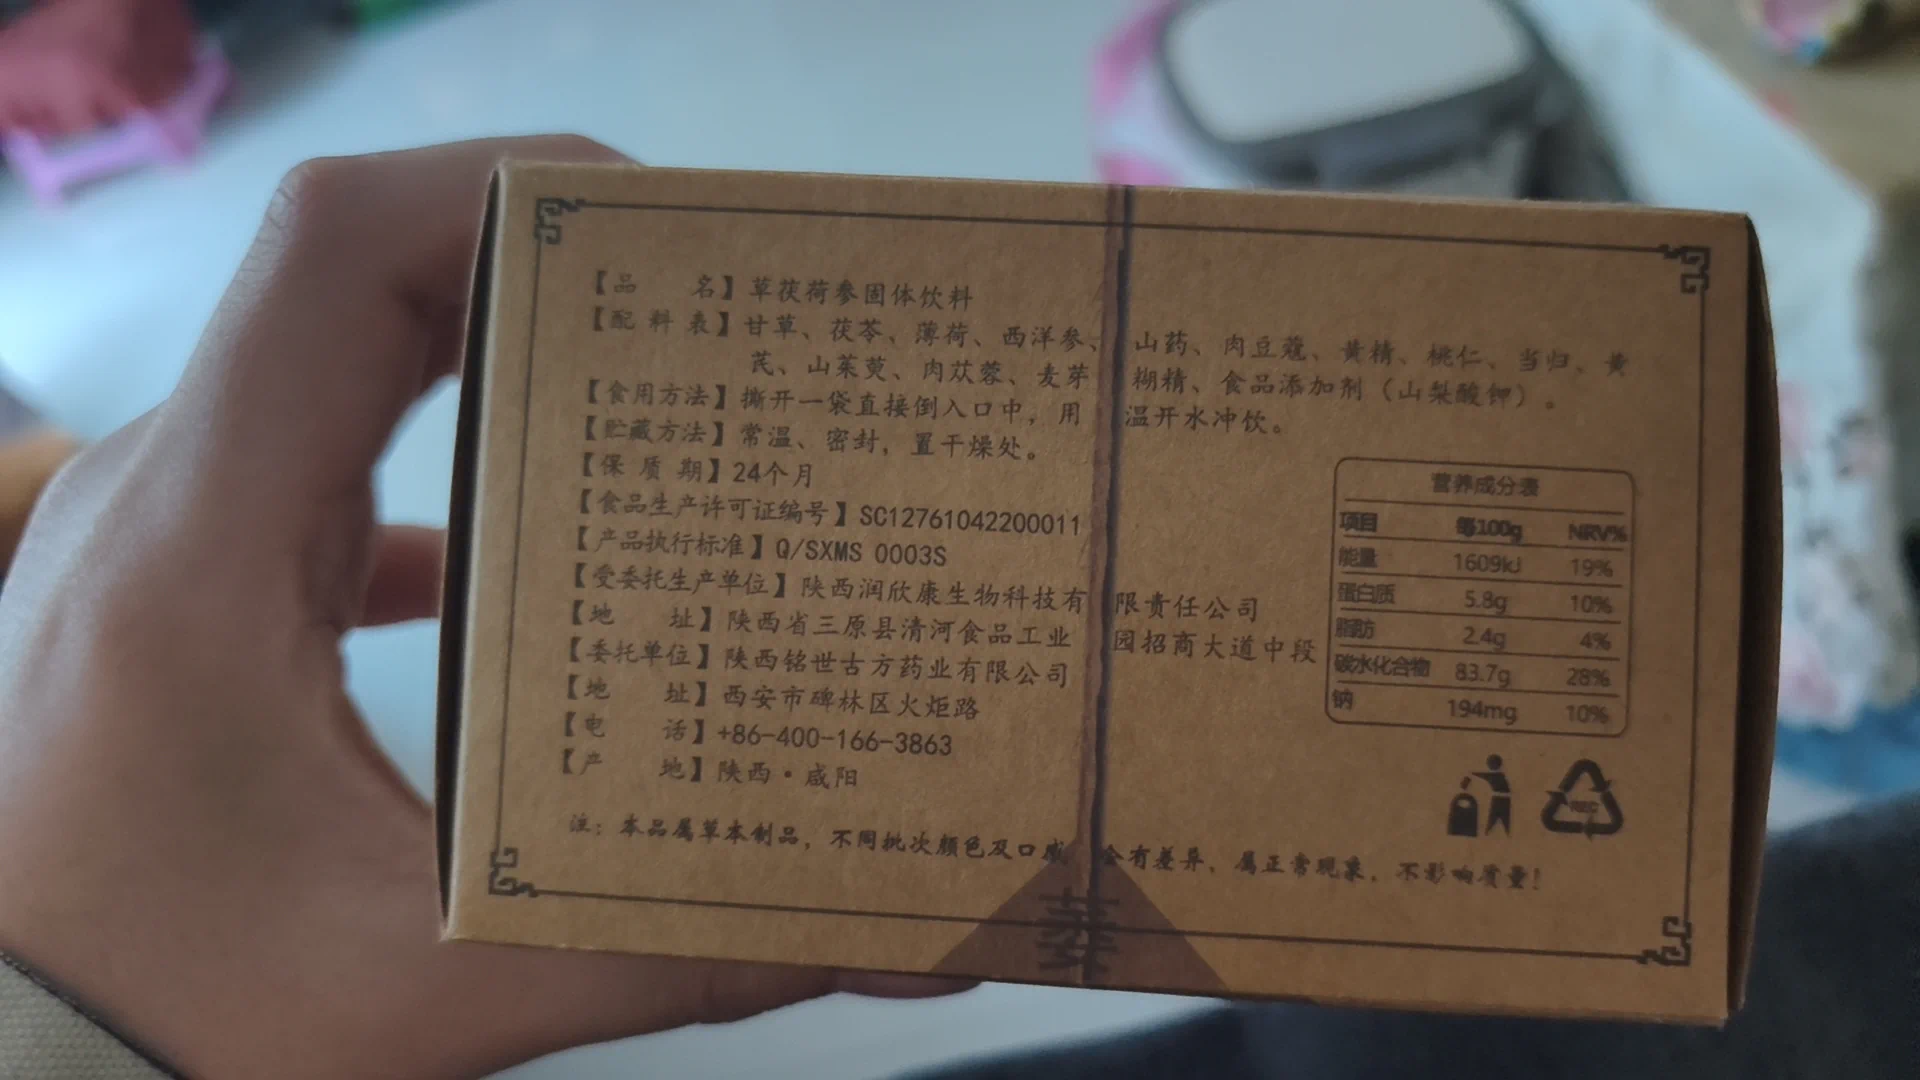 【品 名】草茯荷参固体饮料
【配料表】甘草、茯苓、薄荷、西洋参、山药、肉豆蔻、黄精、桃仁、当归、黄
芪、山茱萸、肉苁蓉、麦芽糊精、食品添加剂（山梨酸钾）。
【食用方法】撕开一袋直接倒入口中，用温开水冲饮。
【贮藏方法】常温、密封，置干燥处。
【保质期】24个月
【食品生产许可证编号】SC12761042200011
【产品执行标准】Q/SXMS 0003S
【受委托生产单位】陕西润欣康生物科技有限责任公司
【地 址】陕西省三原县清河食品工业园招商大道中段
【委托单位】陕西铭世古方药业有限公司
【地 址】西安市碑林区火炬路
【电 话】+86-400-166-3863
【产 地】陕西·咸阳
注：本品属草本制品，不同批次颜色及口感会有差异，属正常现象，不影响质量！
营养成分表
项目 每100g NRV%
能量 1609kJ 19%
蛋白质 5.8g 10%
脂肪 2.4g 4%
碳水化合物 83.7g 28%
钠 194mg 10%